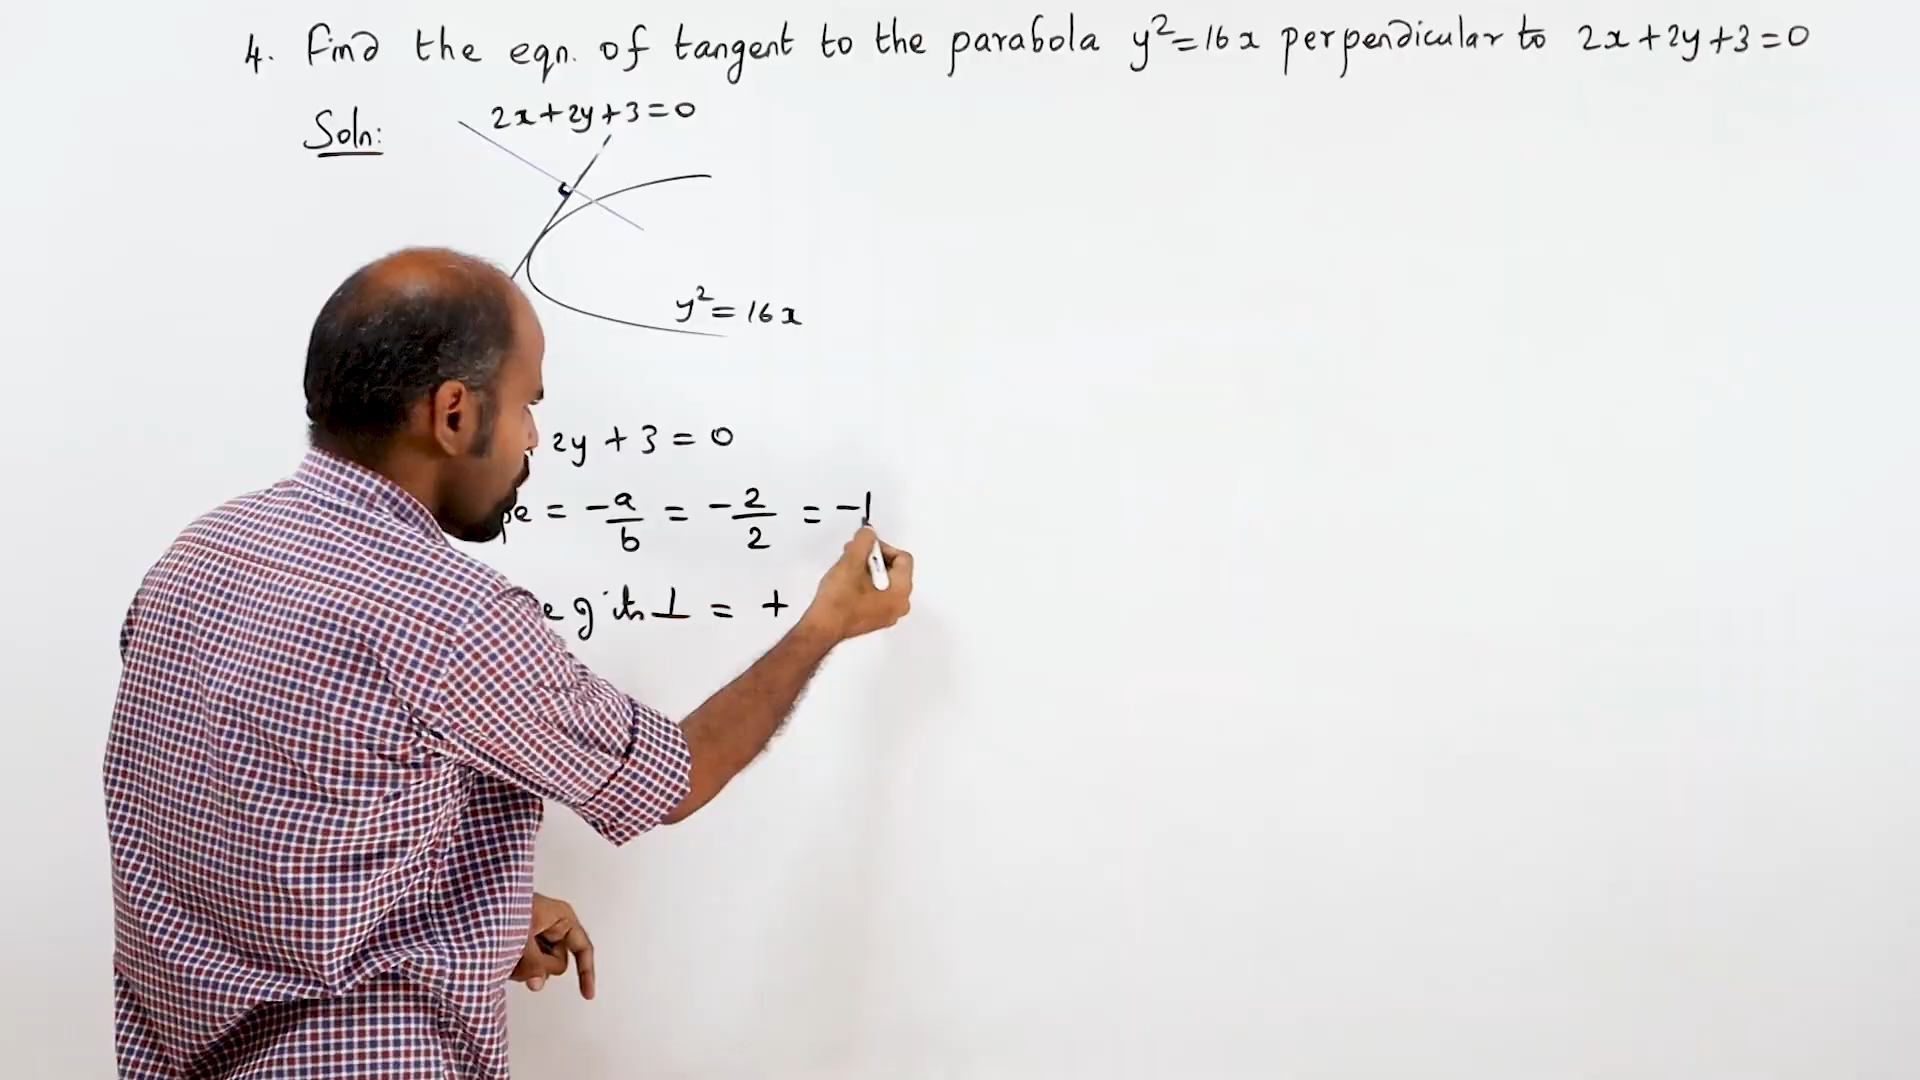 4. Find the eqn. of tangent to the parabola y²=16x perpendicular to 2x+2y+3=0
Soln:
2x+2y+3=0
y²=16x
2y+3=0
= -a/b = -2/2 = -1
its ⊥ = +